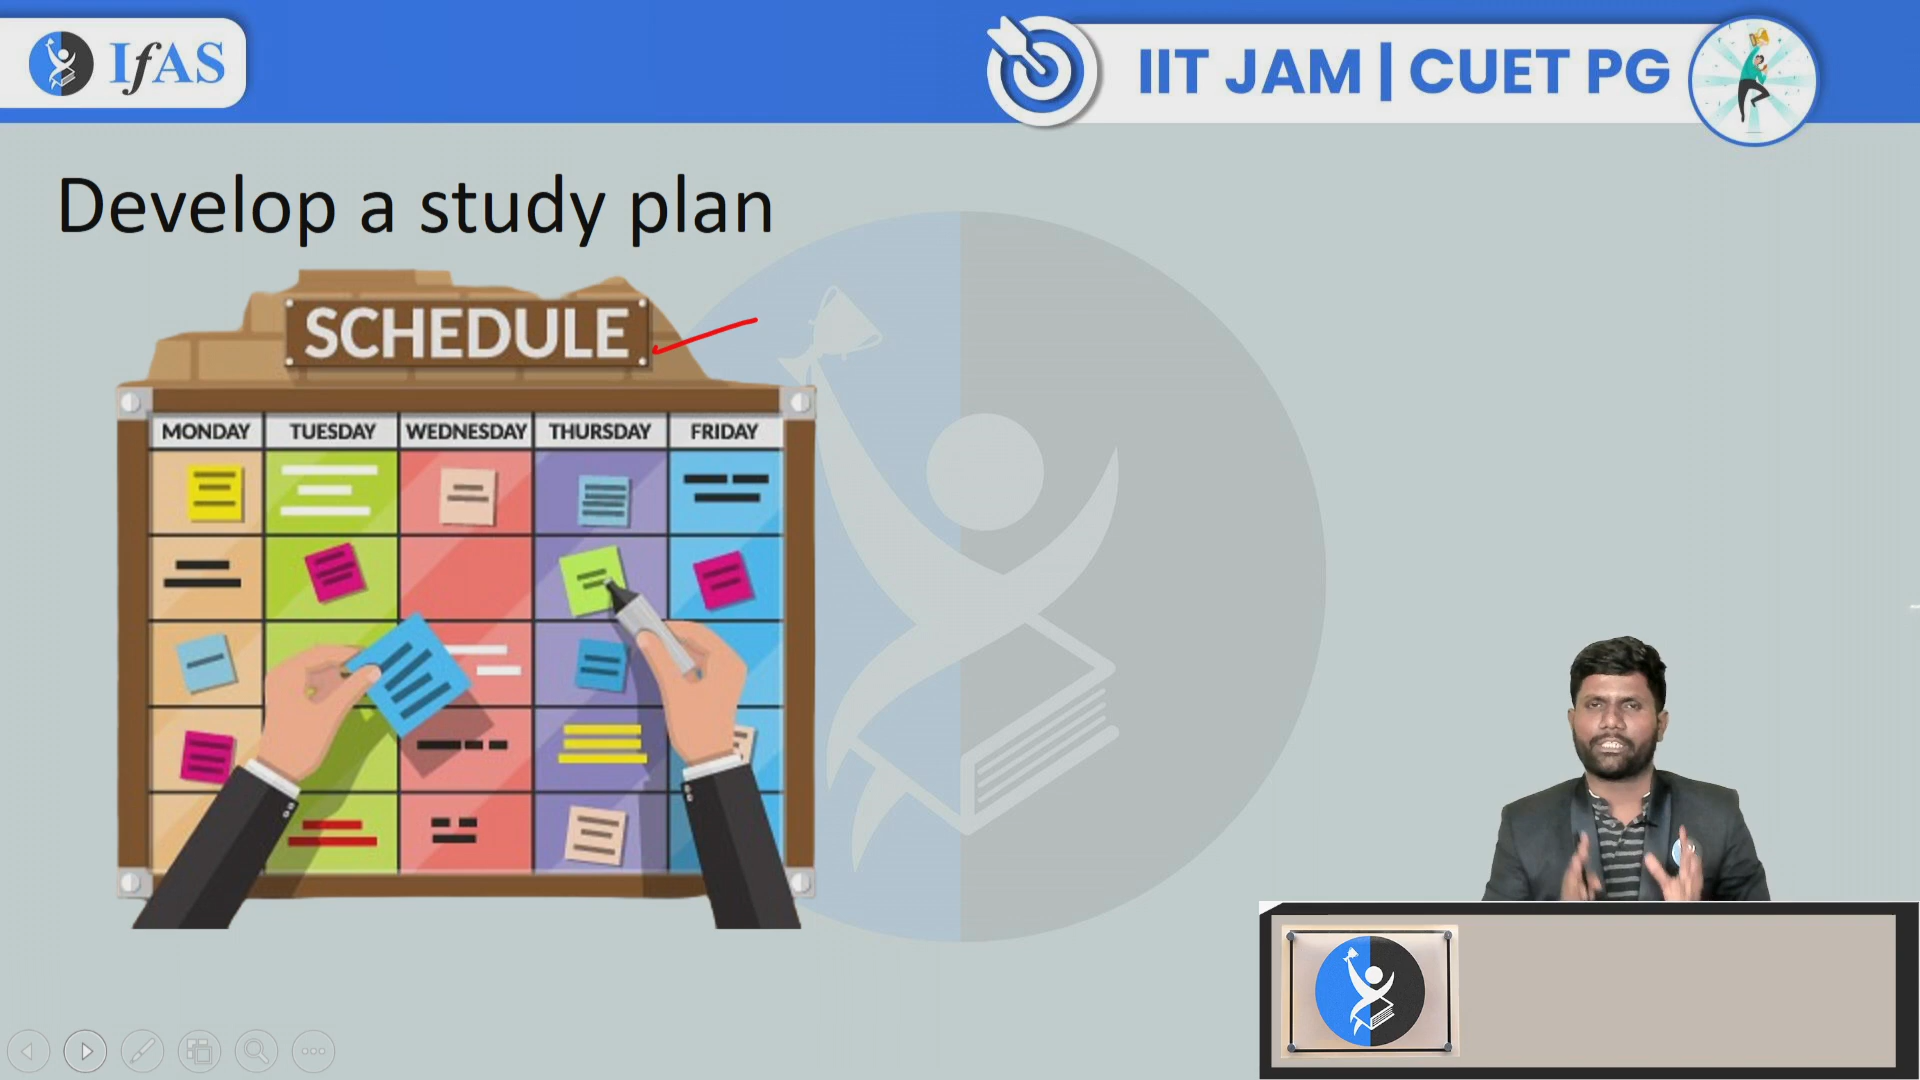 IfAS
IIT JAM | CUET PG
Develop a study plan
SCHEDULE
MONDAY TUESDAY WEDNESDAY THURSDAY FRIDAY